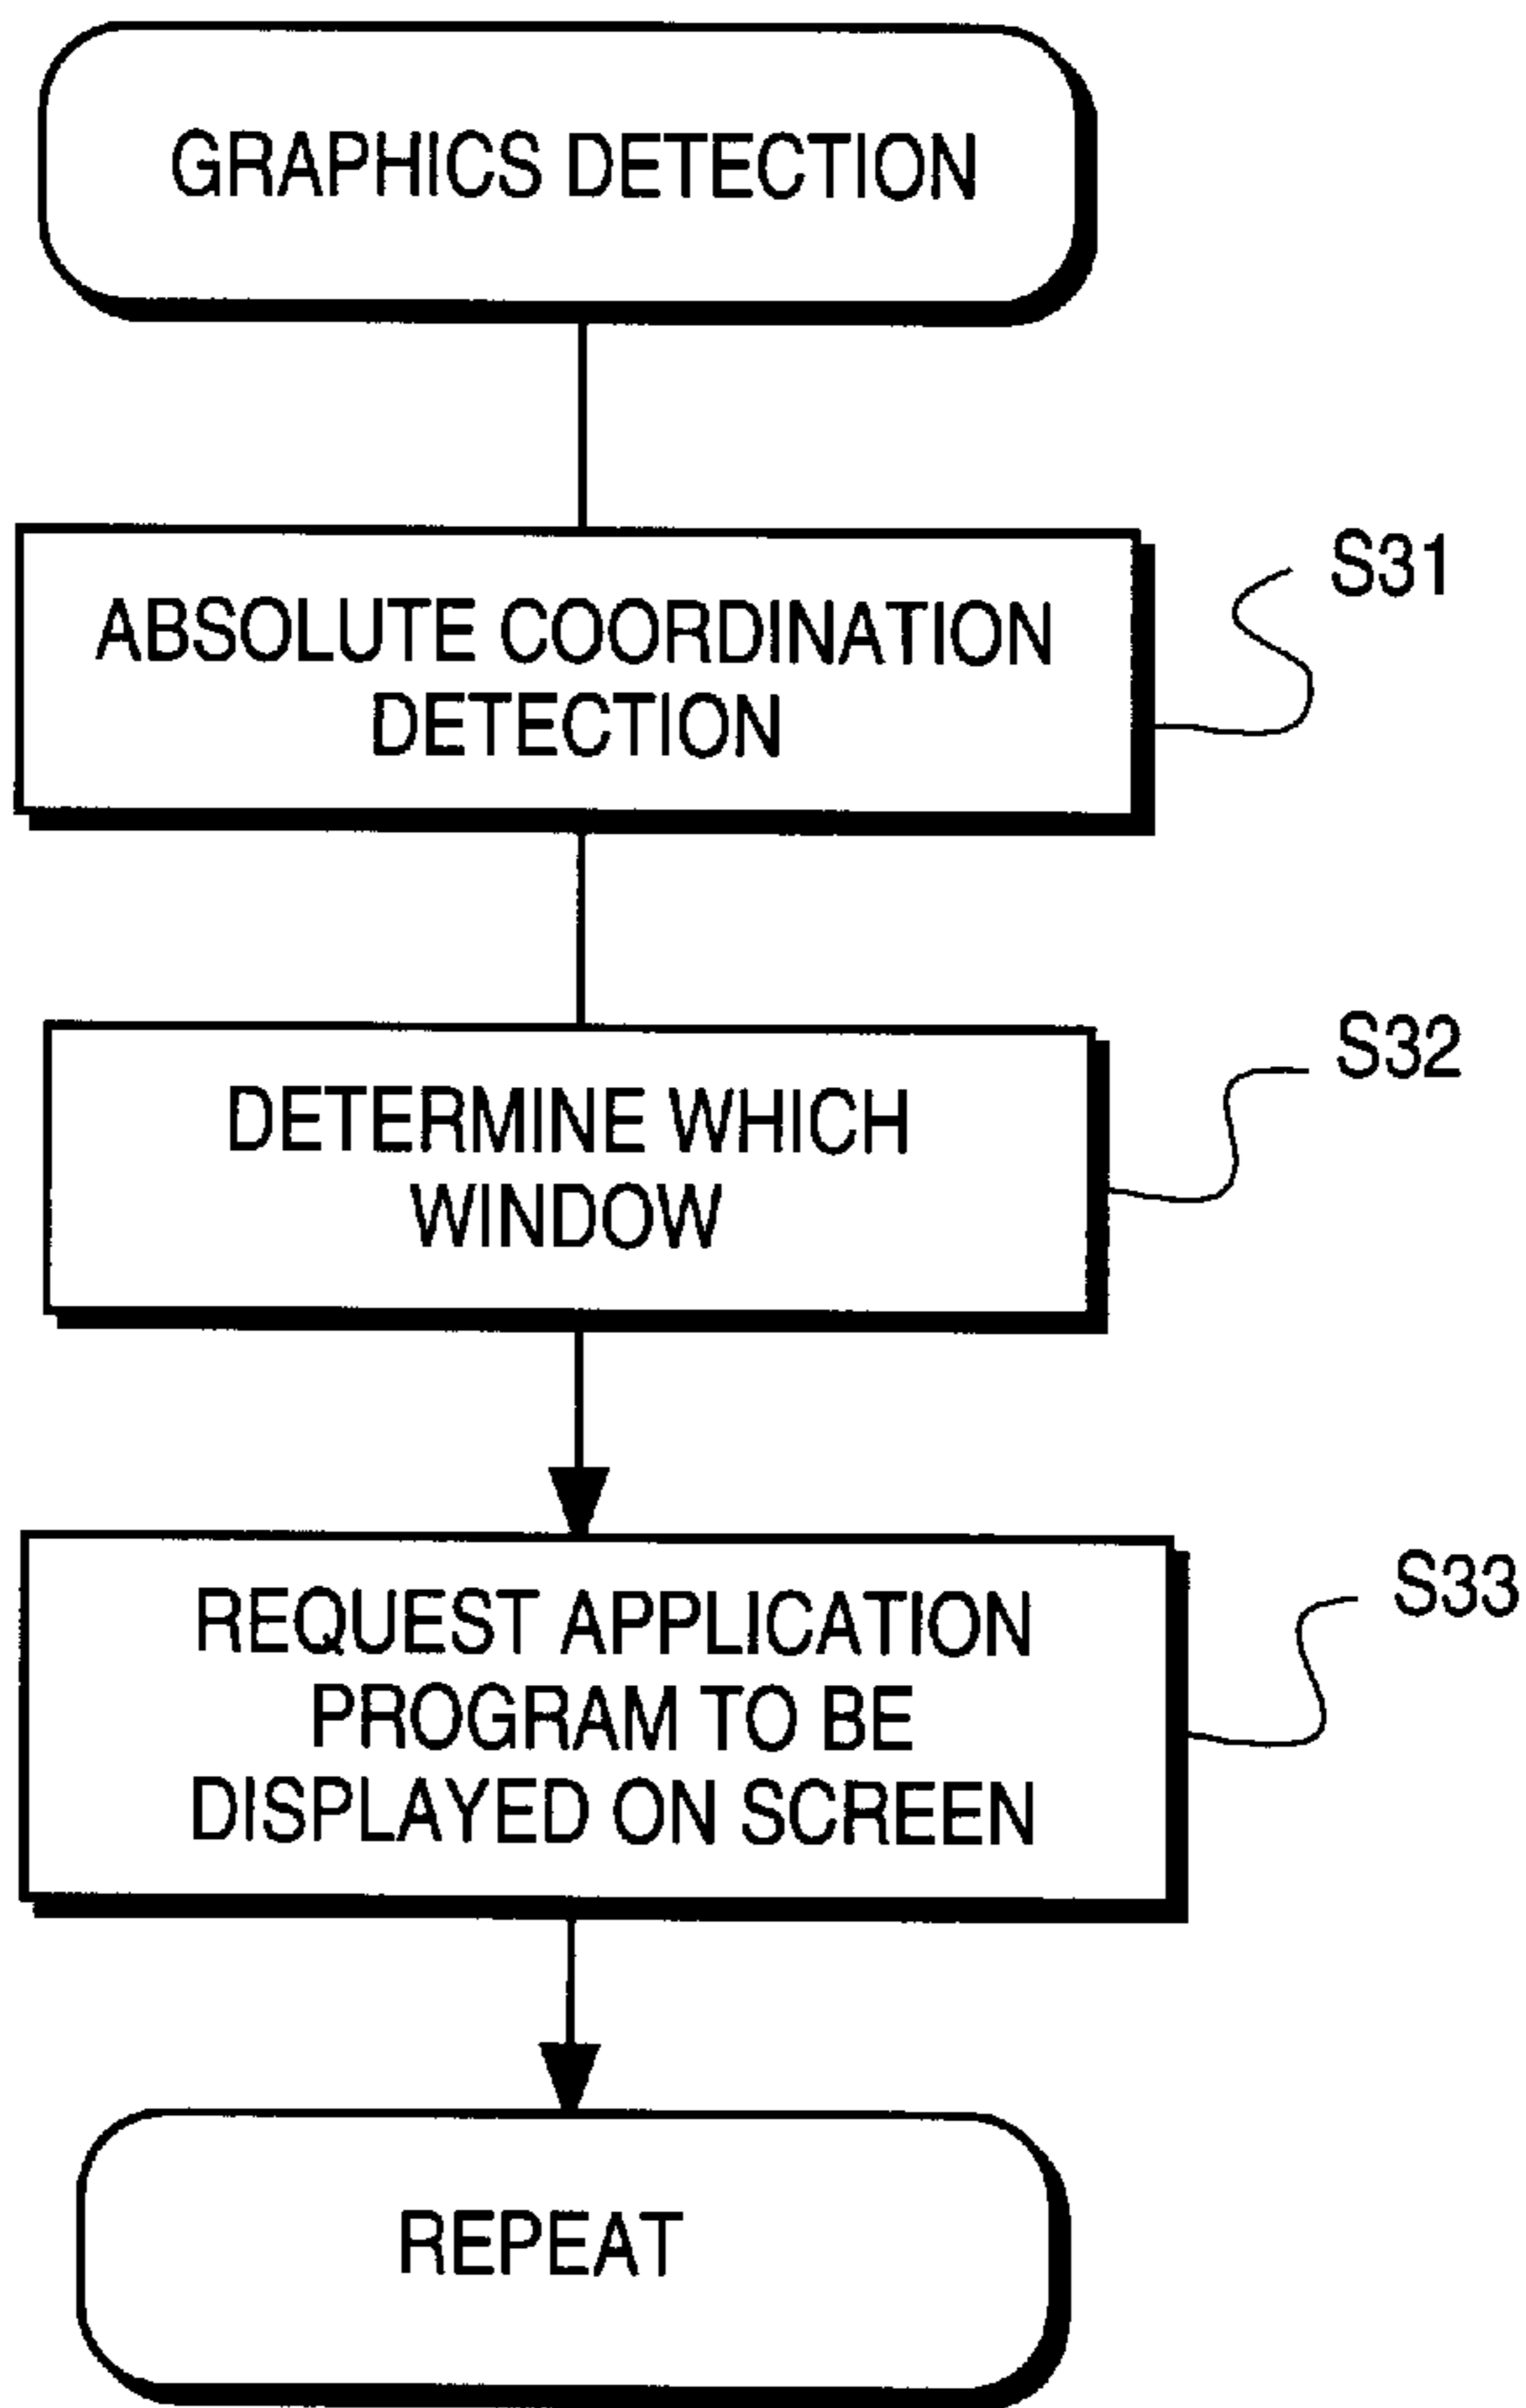 GRAPHICS DETECTION
ABSOLUTE COORDINATION
DETECTION
S31
DETERMINE WHICH
WINDOW
S32
REQUEST APPLICATION
PROGRAM TO BE
DISPLAYED ON SCREEN
S33
REPEAT